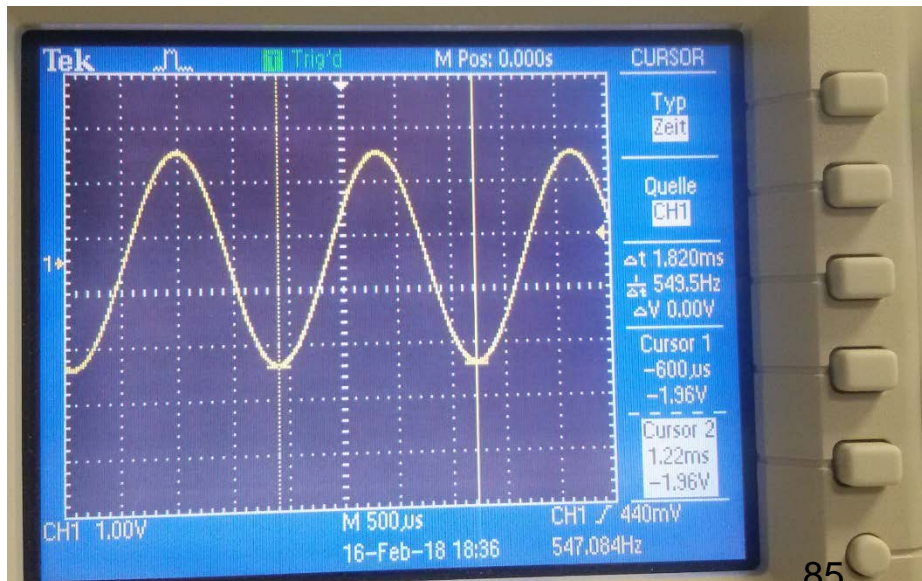 Tek T Trig'd M Pos: 0.000s CURSOR
Typ
Zeit
Quelle
CH1
1
Δt 1.820ms
1/Δt 549.5Hz
ΔV 0.00V
Cursor 1
-600µs
-1.96V
Cursor 2
1.22ms
-1.96V
CH1 1.00V M 500µs CH1 / 440mV
16-Feb-18 18:36 547.084Hz
85